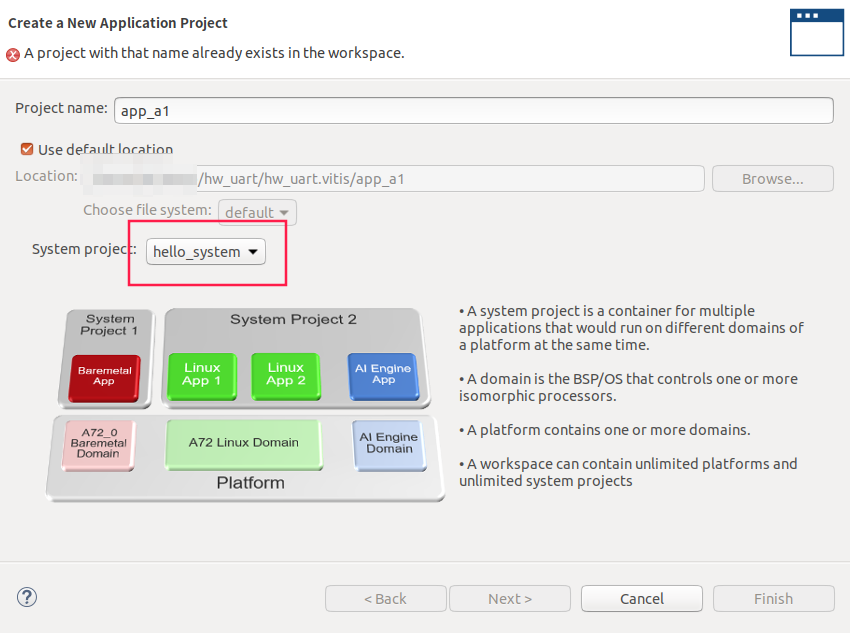 Create a New Application Project
A project with that name already exists in the workspace.
Project name: app_a1
Use default location
Location: /hw_uart/hw_uart.vitis/app_a1 Browse...
Choose file system: default
System project: hello_system
System
Project 1
System Project 2
Baremetal
App
Linux
App 1
Linux
App 2
AI Engine
App
A72_0
Baremetal
Domain
A72 Linux Domain
AI Engine
Domain
Platform
• A system project is a container for multiple
applications that would run on different domains of
a platform at the same time.
• A domain is the BSP/OS that controls one or more
isomorphic processors.
• A platform contains one or more domains.
• A workspace can contain unlimited platforms and
unlimited system projects
? < Back Next > Cancel Finish